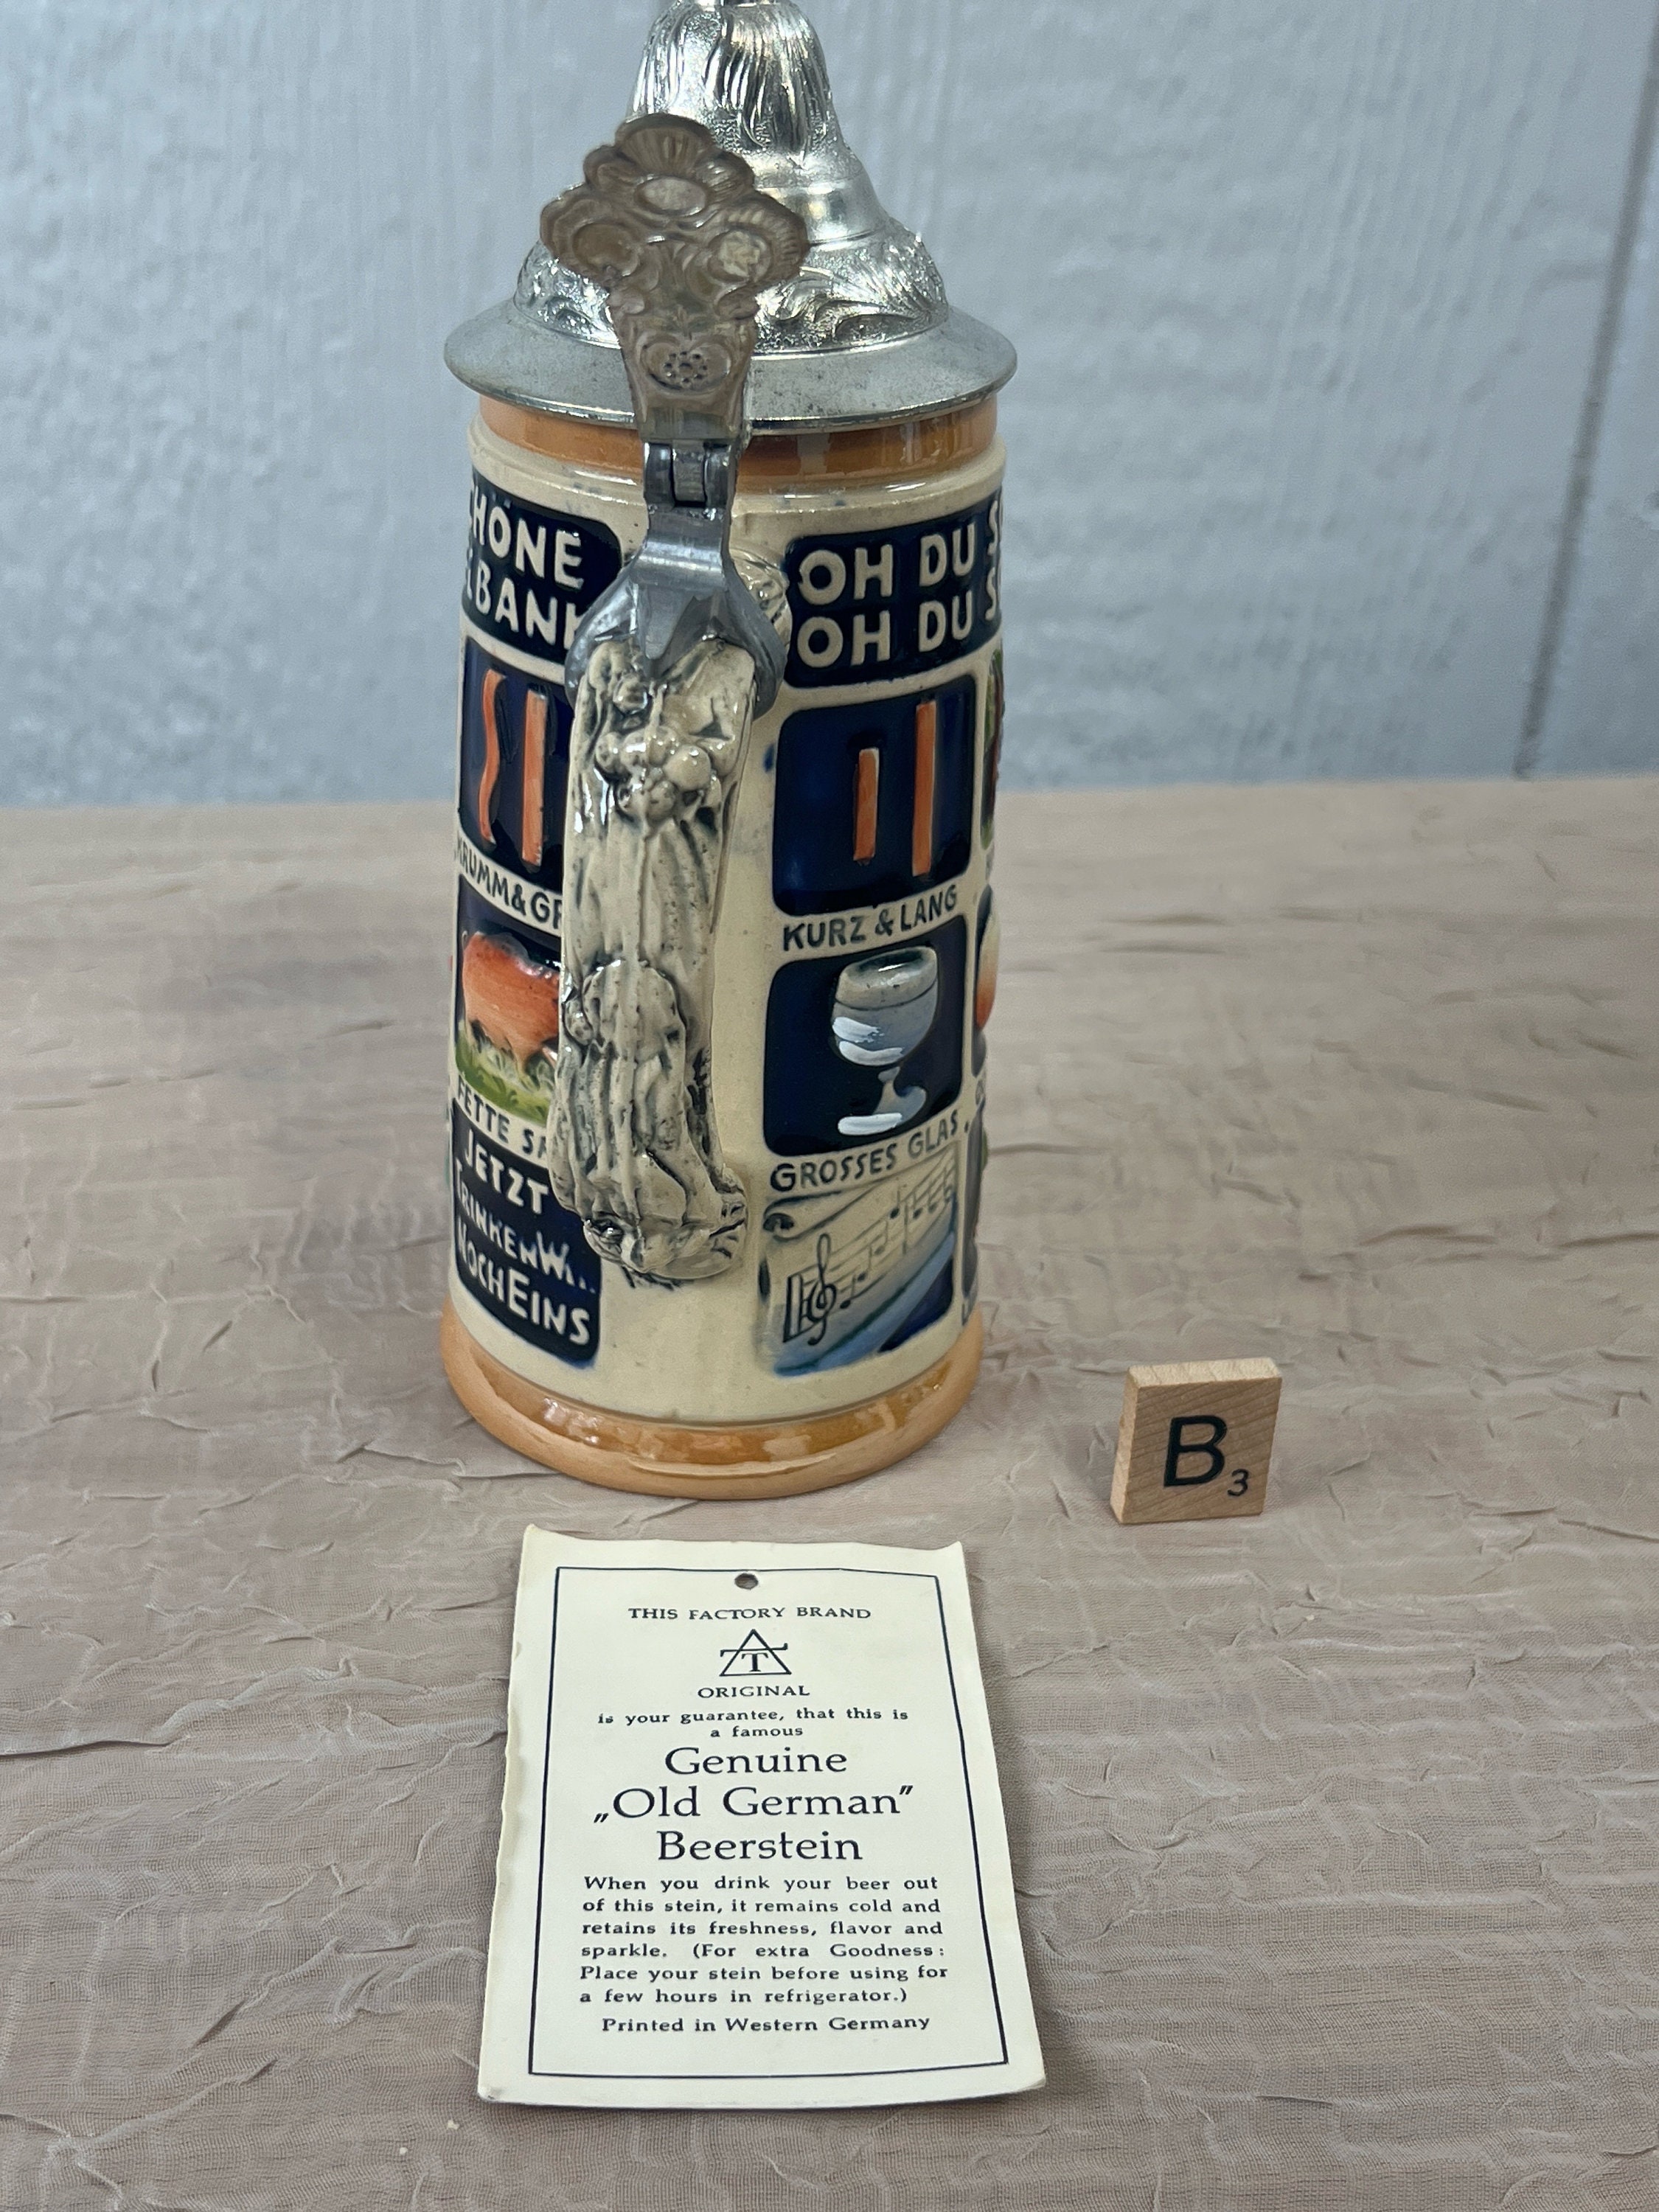 HONE
BANK
OH DU S
OH DU S
KRUMM & GR
KURZ & LANG
FETTE SA
GROSSES GLAS.
JETZT
TRINKEN W
NOCH EINS
B3
THIS FACTORY BRAND
T
ORIGINAL
is your guarantee, that this is
a famous
Genuine
„Old German"
Beerstein
When you drink your beer out
of this stein, it remains cold and
retains its freshness, flavor and
sparkle. (For extra Goodness:
Place your stein before using for
a few hours in refrigerator.)
Printed in Western Germany